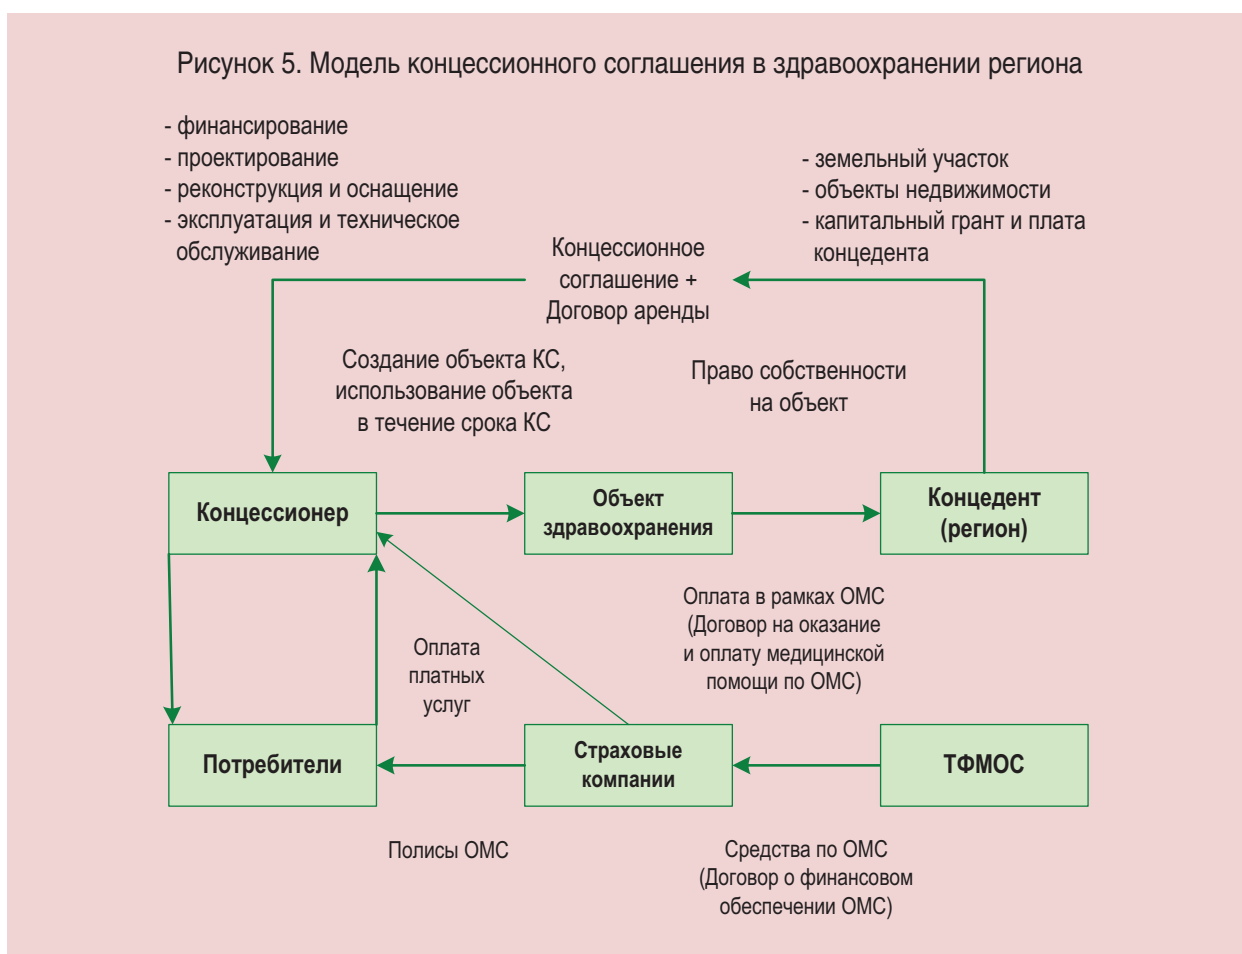 Рисунок 5. Модель концессионного соглашения в здравоохранении региона
- финансирование
- проектирование
- реконструкция и оснащение
- эксплуатация и техническое
обслуживание
- земельный участок
- объекты недвижимости
- капитальный грант и плата
концедента
Концессионное
соглашение +
Договор аренды
Создание объекта КС,
использование объекта
в течение срока КС
Право собственности
на объект
Концессионер
Объект
здравоохранения
Концедент
(регион)
Оплата в рамках ОМС
(Договор на оказание
и оплату медицинской
помощи по ОМС)
Оплата
платных
услуг
Потребители
Страховые
компании
ТФМОС
Полисы ОМС
Средства по ОМС
(Договор о финансовом
обеспечении ОМС)